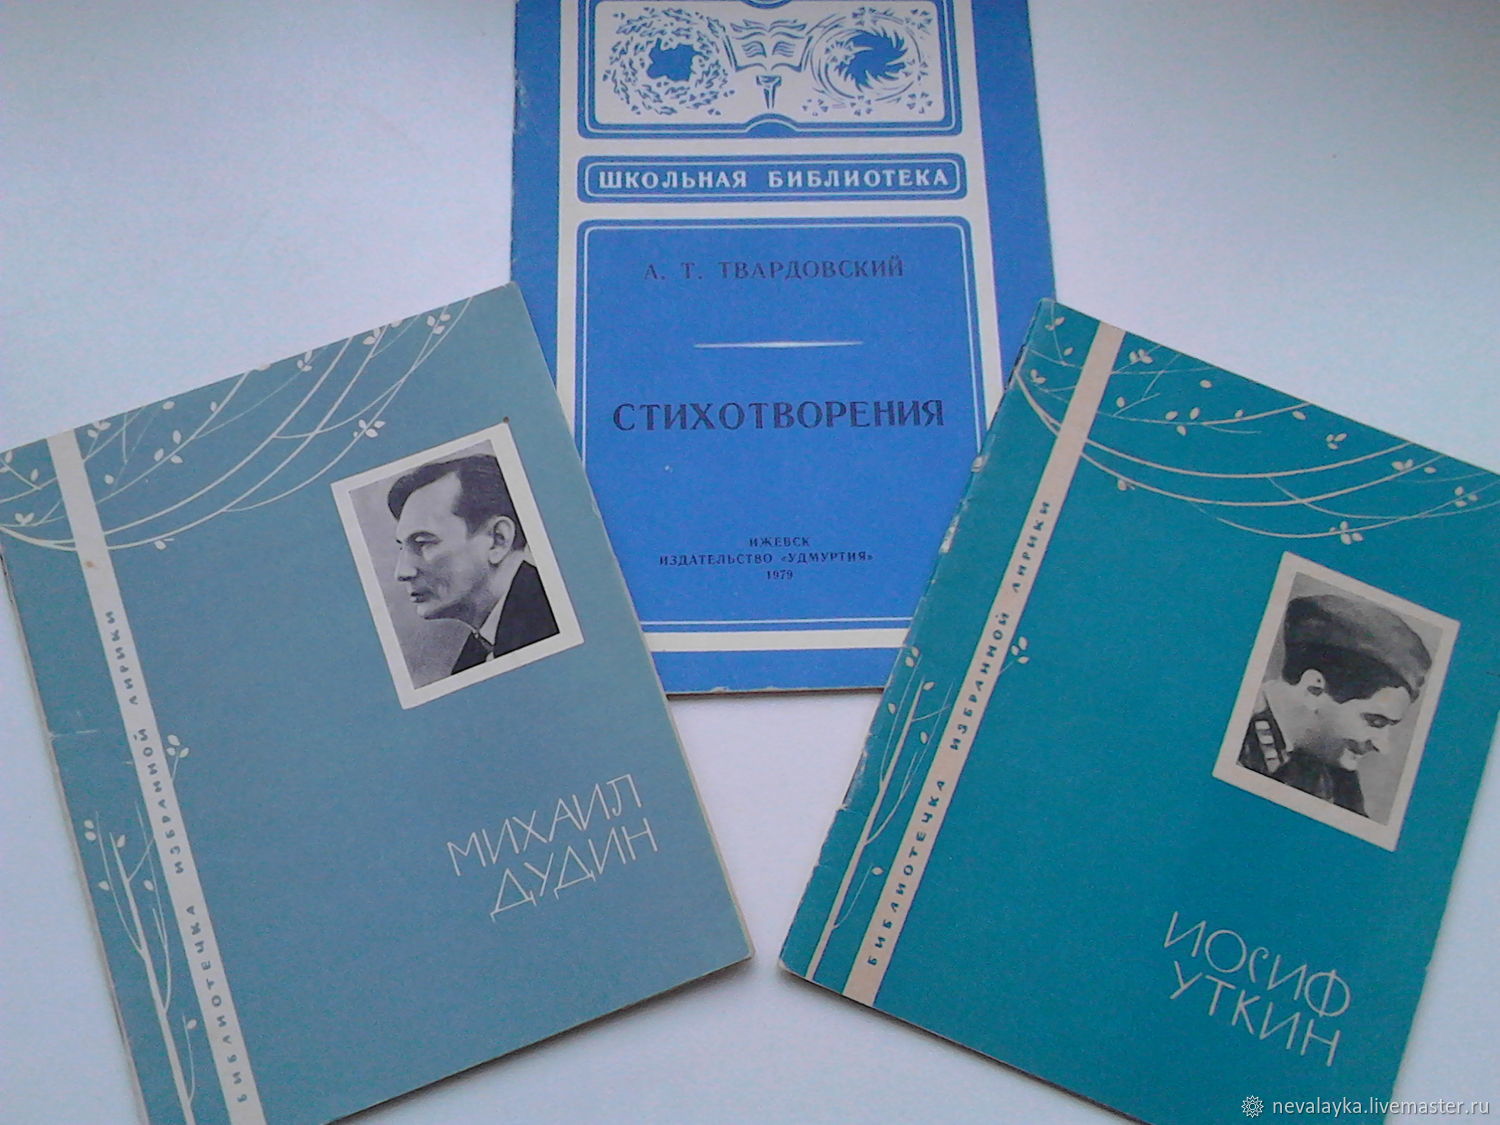 ШКОЛЬНАЯ БИБЛИОТЕКА
А. Т. ТВАРДОВСКИЙ
СТИХОТВОРЕНИЯ
ИЖЕВСК
ИЗДАТЕЛЬСТВО «УДМУРТИЯ»
1979
БИБЛИОТЕЧКА ИЗБРАННОЙ ЛИРИКИ
МИХАИЛ
ДУДИН
БИБЛИОТЕЧКА ИЗБРАННОЙ ЛИРИКИ
ИОСИФ
УТКИН
nevalayka.livemaster.ru